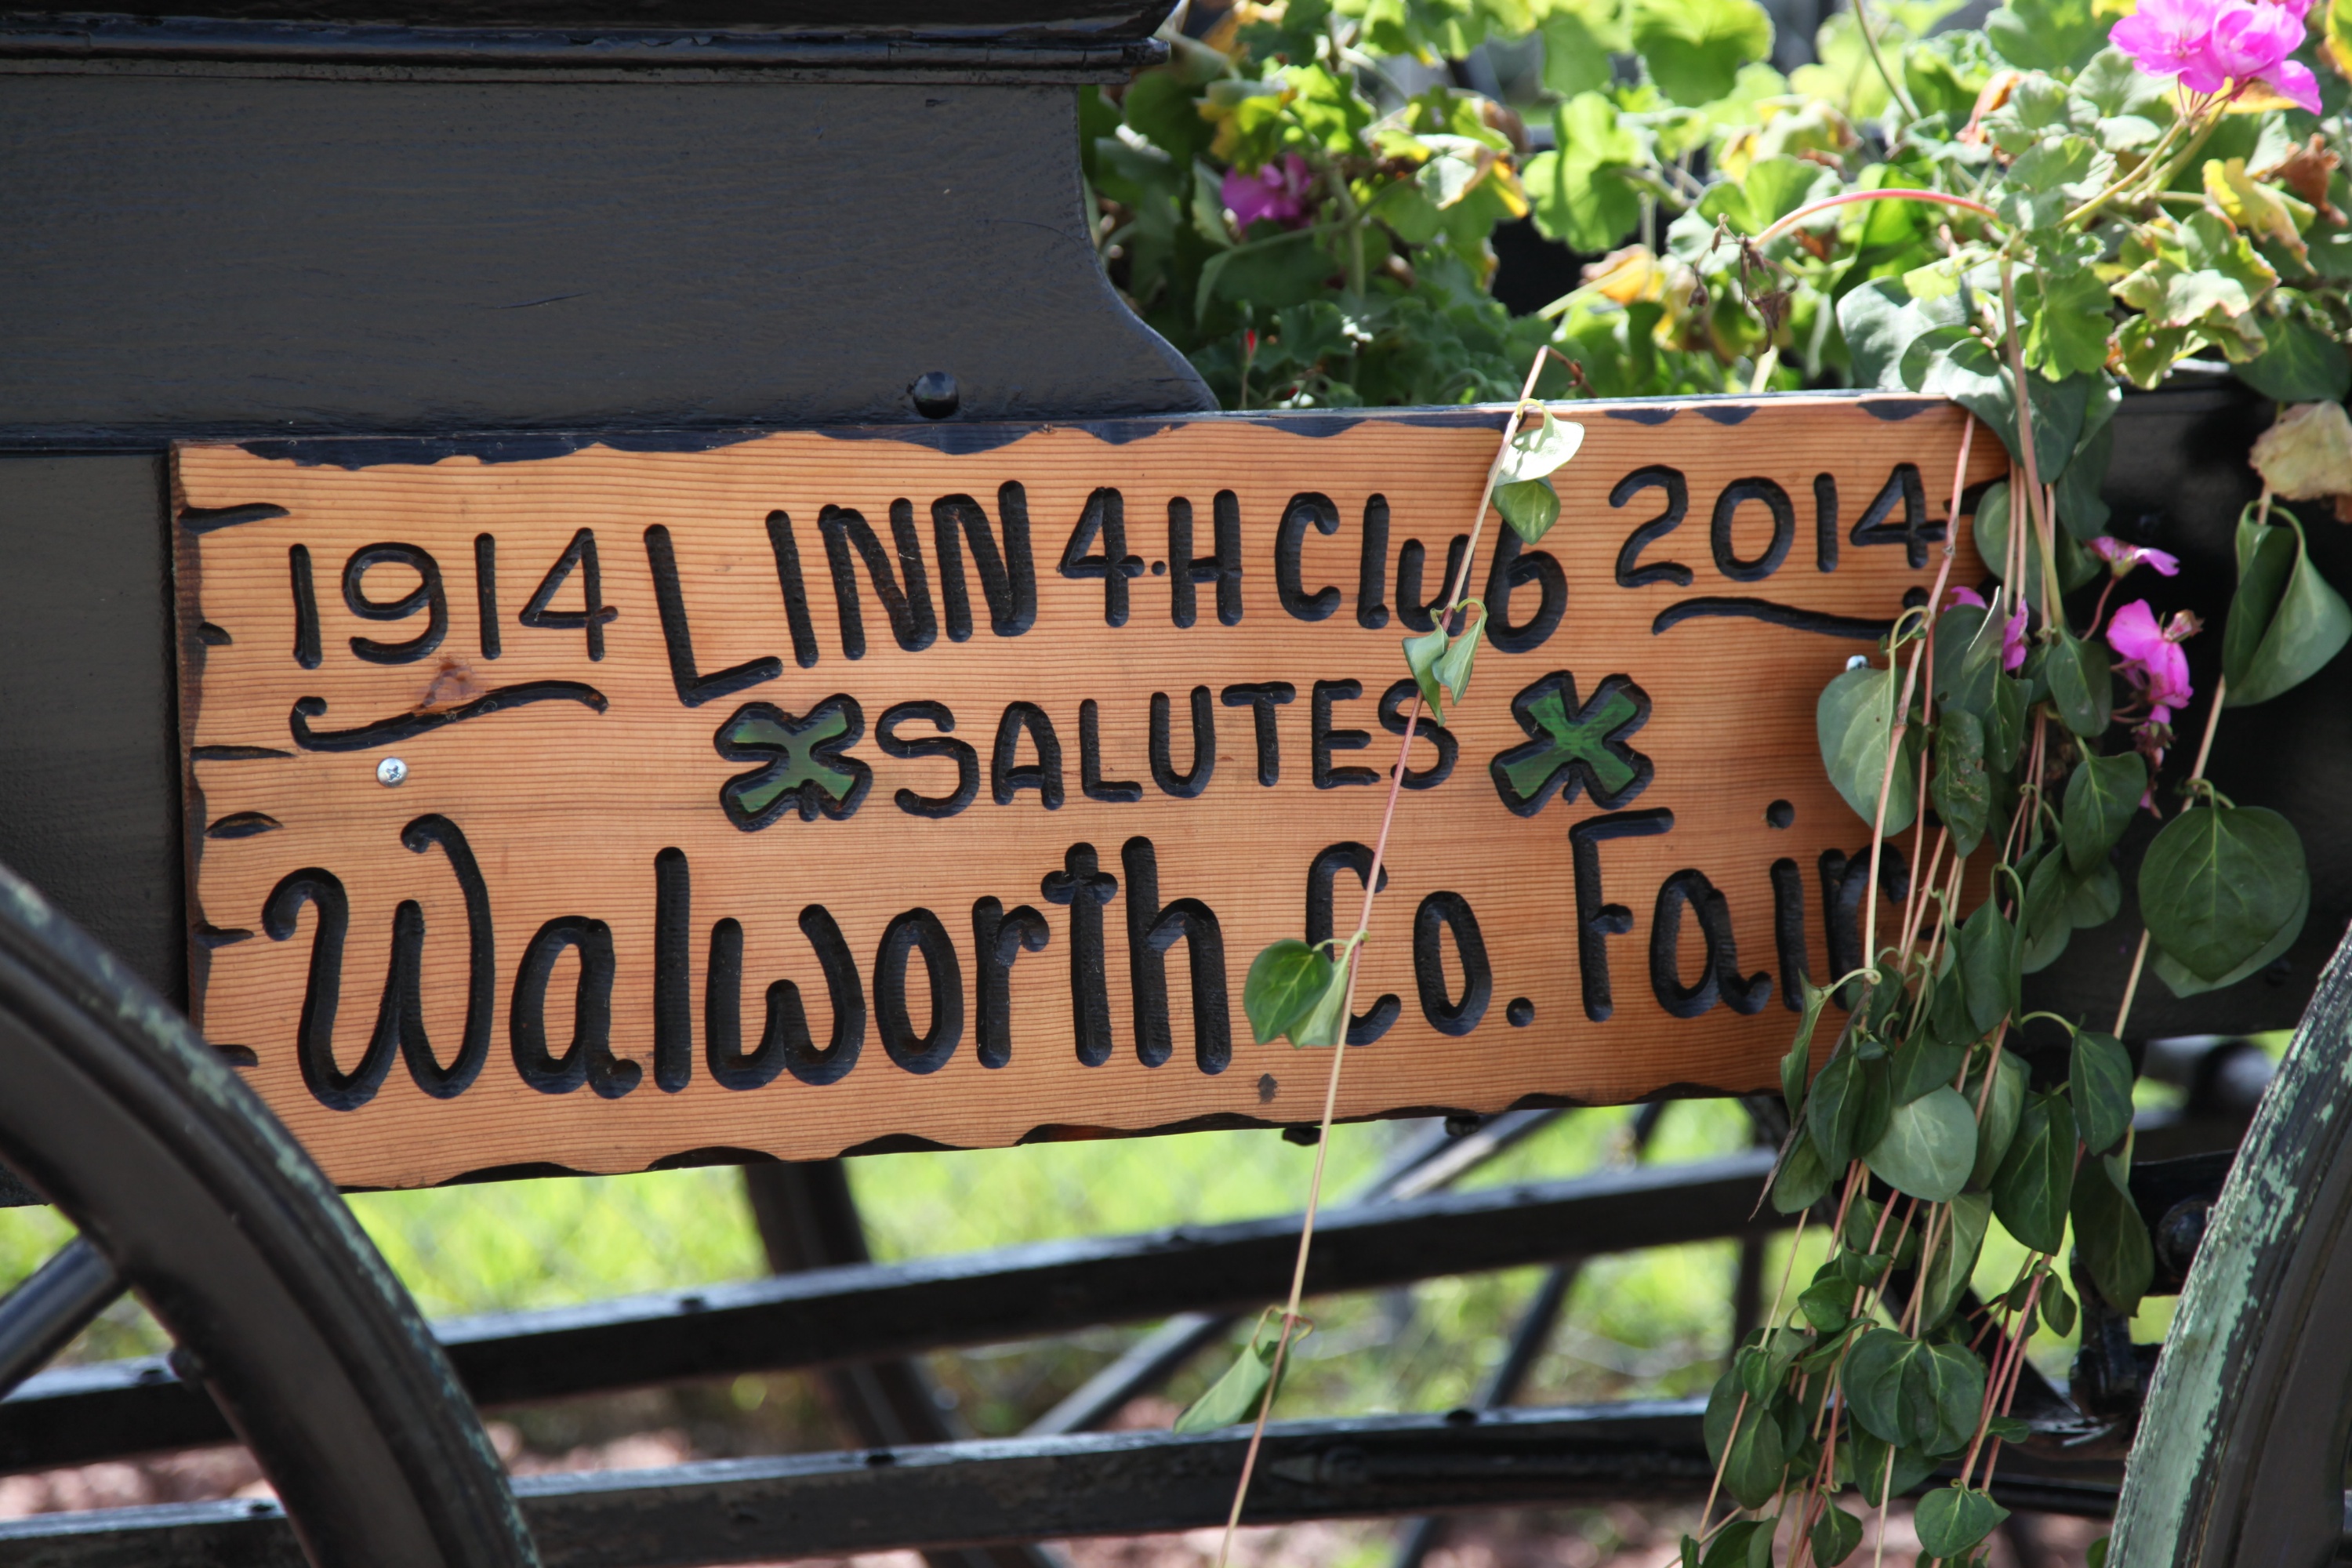 1914 LINN 4-H Club 2014
SALUTES
Walworth Co. Fair